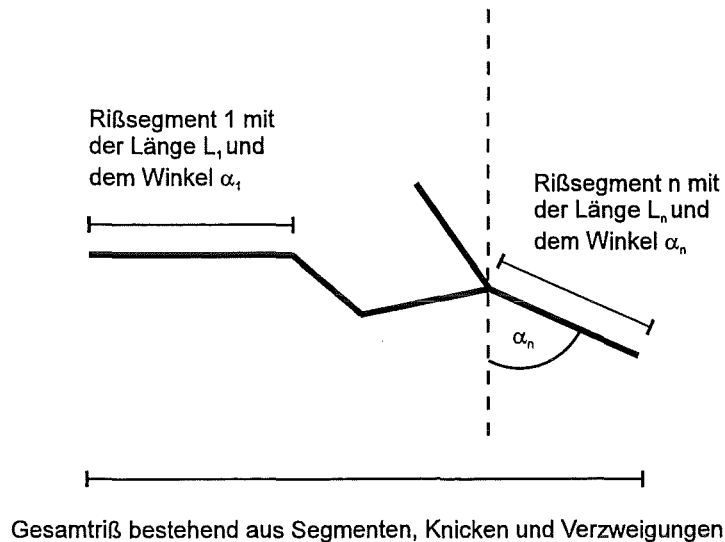 Rißsegment 1 mit
der Länge L₁ und
dem Winkel α₁
Rißsegment n mit
der Länge Lₙ und
dem Winkel αₙ
αₙ
Gesamtriß bestehend aus Segmenten, Knicken und Verzweigungen